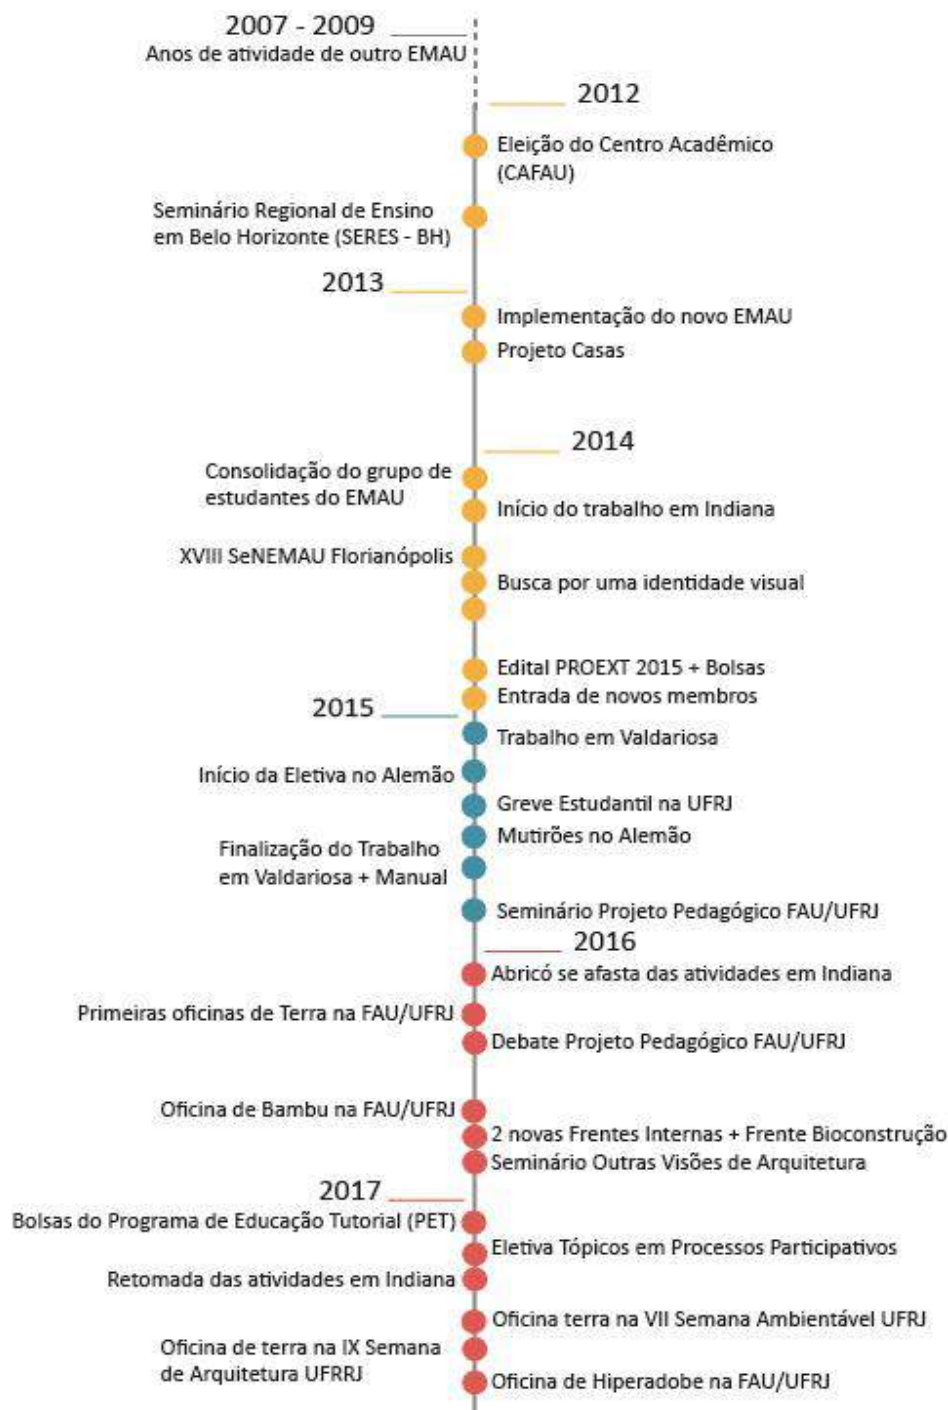 2007 - 2009
Anos de atividade de outro EMAU
2012
Eleição do Centro Acadêmico
(CAFAU)
Seminário Regional de Ensino
em Belo Horizonte (SERES - BH)
2013
Implementação do novo EMAU
Projeto Casas
2014
Consolidação do grupo de
estudantes do EMAU
Início do trabalho em Indiana
XVIII SeNEMAU Florianópolis
Busca por uma identidade visual
Edital PROEXT 2015 + Bolsas
Entrada de novos membros
2015
Trabalho em Valdariosa
Início da Eletiva no Alemão
Greve Estudantil na UFRJ
Mutirões no Alemão
Finalização do Trabalho
em Valdariosa + Manual
Seminário Projeto Pedagógico FAU/UFRJ
2016
Abricó se afasta das atividades em Indiana
Primeiras oficinas de Terra na FAU/UFRJ
Debate Projeto Pedagógico FAU/UFRJ
Oficina de Bambu na FAU/UFRJ
2 novas Frentes Internas + Frente Bioconstrução
Seminário Outras Visões de Arquitetura
2017
Bolsas do Programa de Educação Tutorial (PET)
Eletiva Tópicos em Processos Participativos
Retomada das atividades em Indiana
Oficina terra na VII Semana Ambientável UFRJ
Oficina de terra na IX Semana
de Arquitetura UFRRJ
Oficina de Hiperadobe na FAU/UFRJ